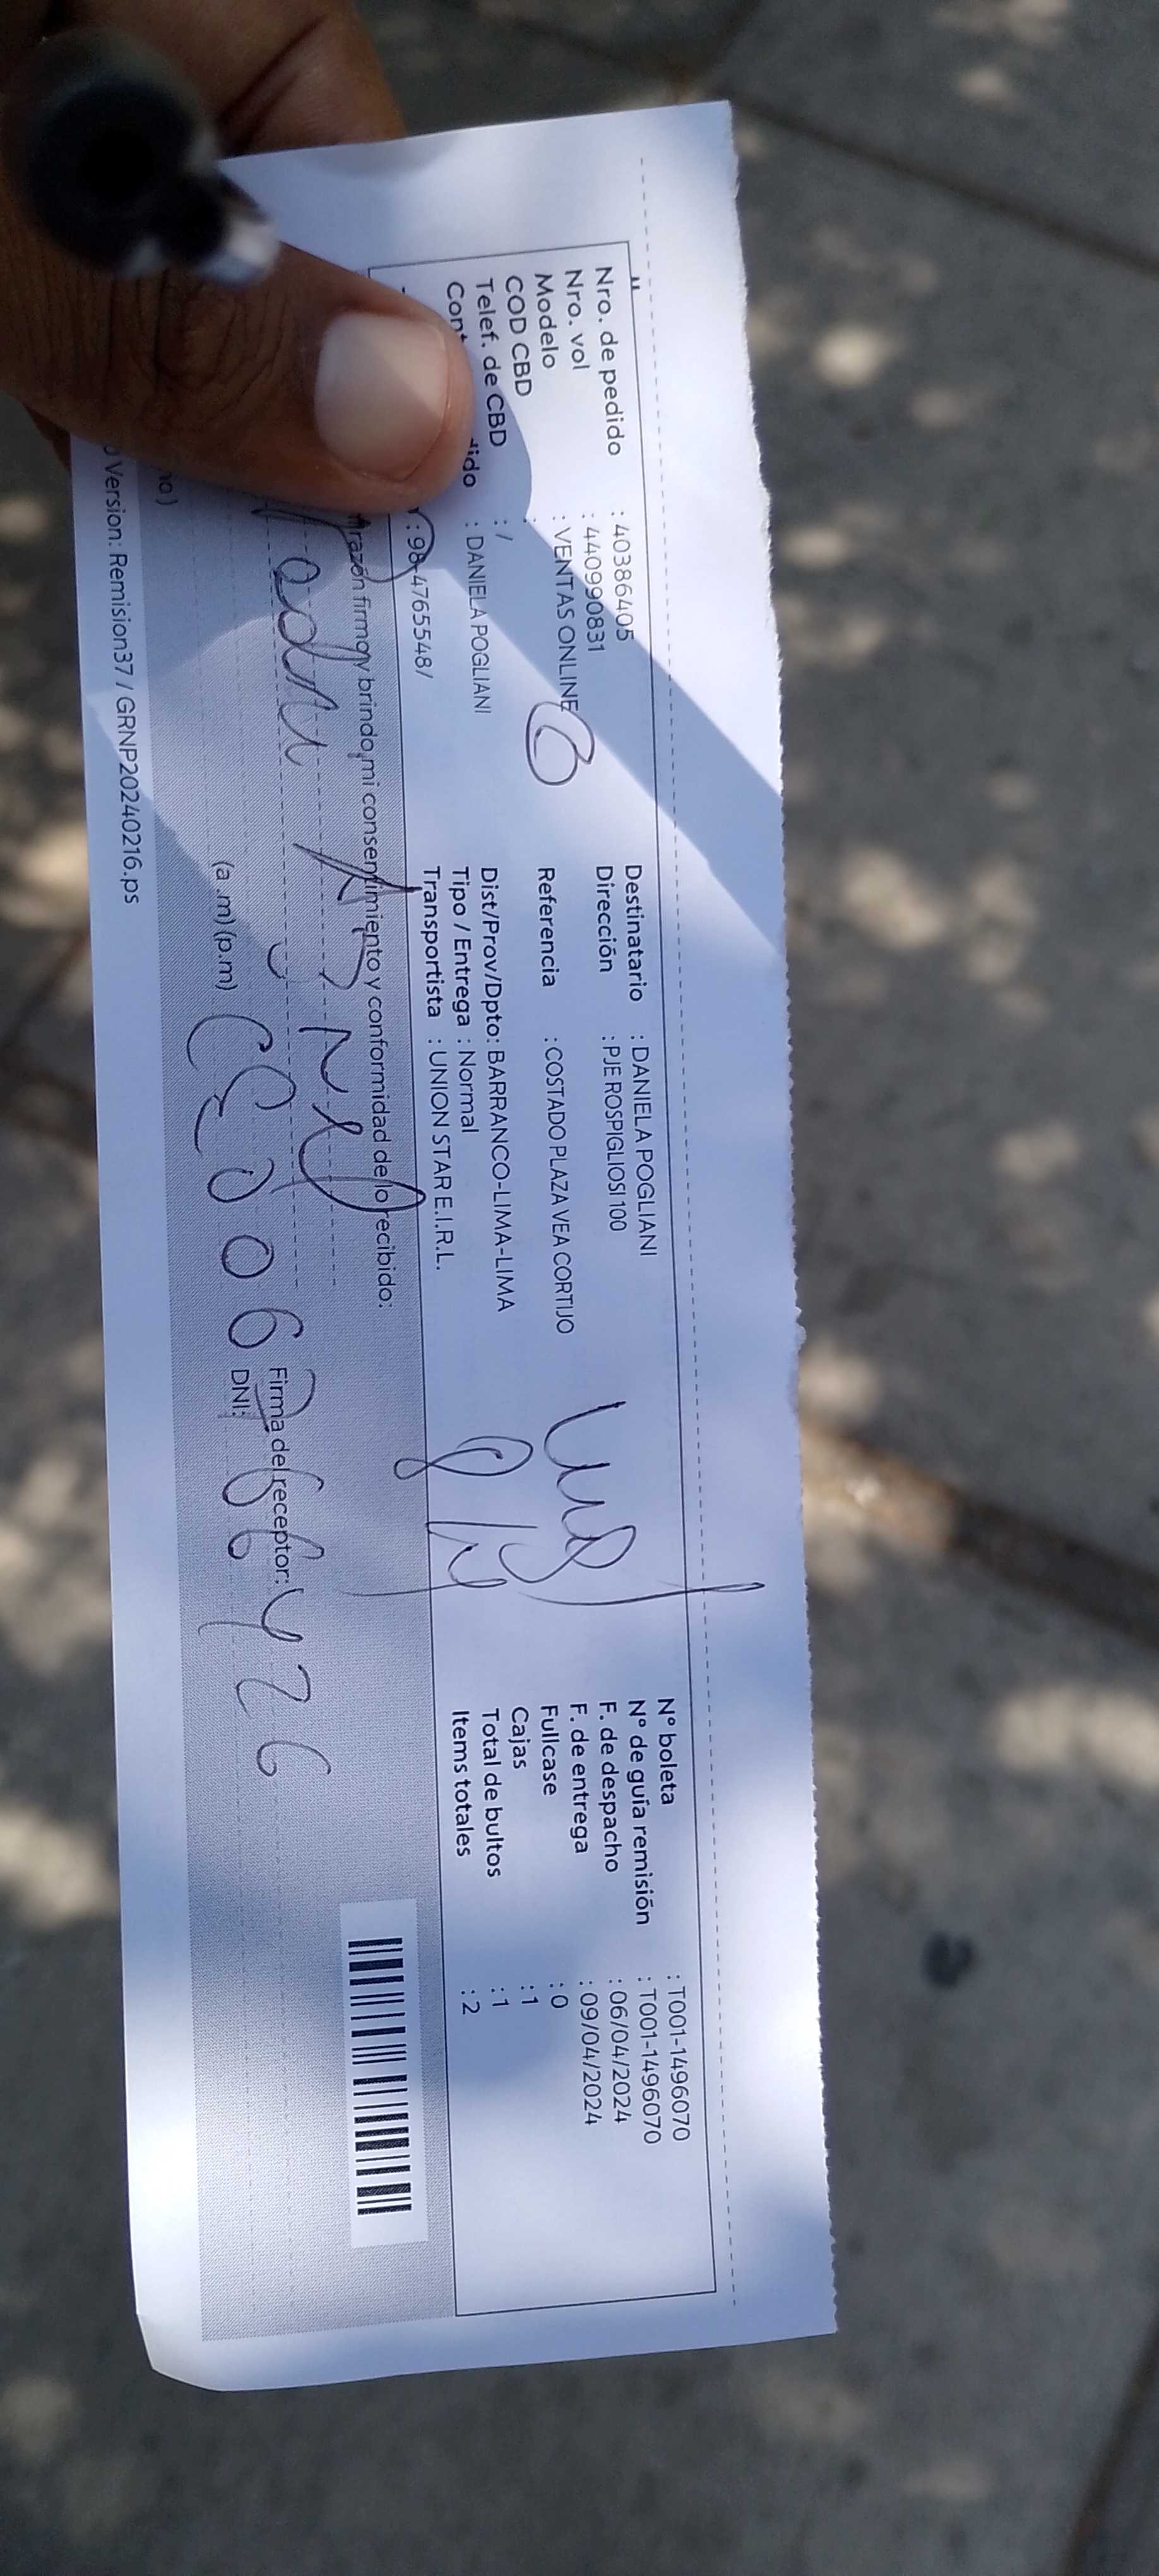 Nro. de pedido : 40386405
Nro. vol : 440990831
Modelo : VENTAS ONLINE
COD CBD :
Telef. de CBD : /
Cont dido : DANIELA POGLIANI
: 98-4765548/
Destinatario : DANIELA POGLIANI
Dirección : PJE ROSPIGLIOSI 100
Referencia : COSTADO PLAZA VEA CORTIJO
Dist/Prov/Dpto: BARRANCO-LIMA-LIMA
Tipo / Entrega : Normal
Transportista : UNION STAR E.I.R.L.
N° boleta : T001-1496070
N° de guía remisión : T001-1496070
F. de despacho : 06/04/2024
F. de entrega : 09/04/2024
Fullcase : 0
Cajas : 1
Total de bultos : 1
Items totales : 2
razón firmo y brindo mi consentimiento y conformidad de lo recibido:
Firma del receptor:
(a.m) (p.m)
DNI:
Version: Remision37 / GRNP20240216.ps